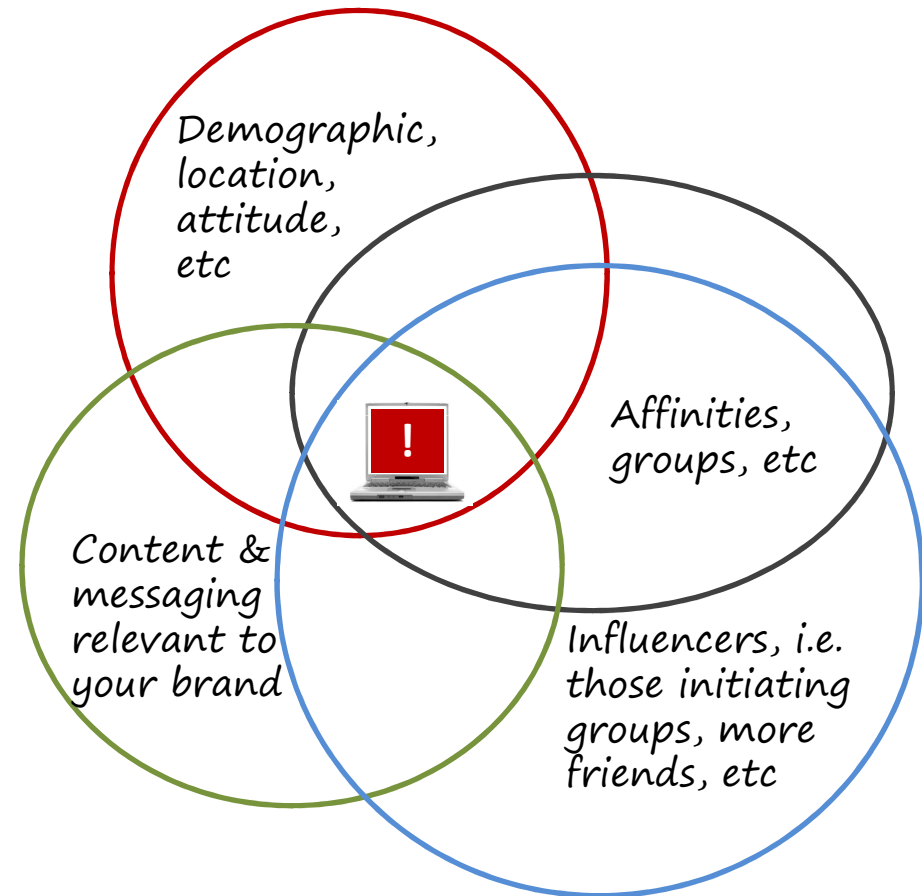 Demographic,
location,
attitude,
etc
!
Affinities,
groups, etc
Content &
messaging
relevant to
your brand
Influencers, i.e.
those initiating
groups, more
friends, etc